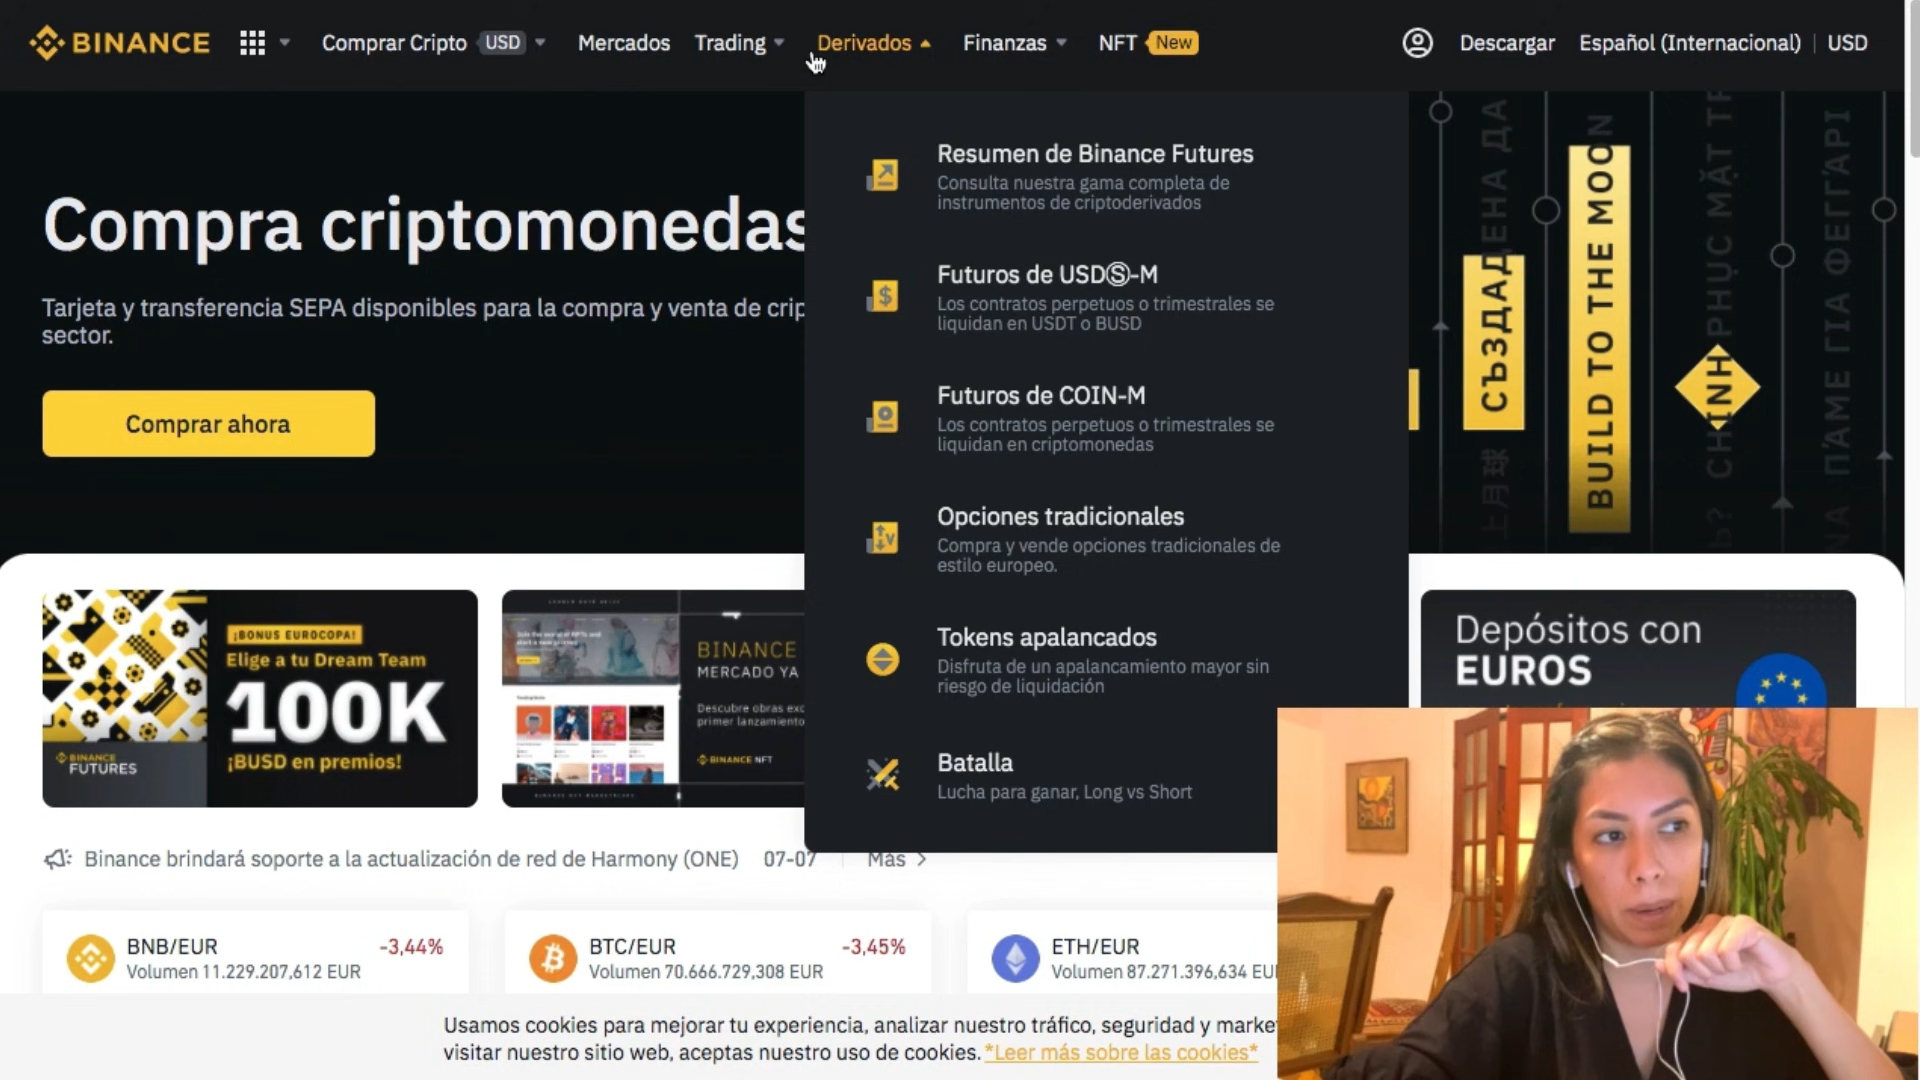 BINANCE
Comprar Cripto USD
Mercados
Trading
Derivados
Finanzas
NFT New
Descargar
Español (Internacional)
USD
Compra criptomonedas
Tarjeta y transferencia SEPA disponibles para la compra y venta de crip
sector.
Comprar ahora
Resumen de Binance Futures
Consulta nuestra gama completa de
instrumentos de criptoderivados
Futuros de USDⓈ-M
Los contratos perpetuos o trimestrales se
liquidan en USDT o BUSD
Futuros de COIN-M
Los contratos perpetuos o trimestrales se
liquidan en criptomonedas
Opciones tradicionales
Compra y vende opciones tradicionales de
estilo europeo.
Tokens apalancados
Disfruta de un apalancamiento mayor sin
riesgo de liquidación
Batalla
Lucha para ganar, Long vs Short
BUILD TO THE MOON
¡BONUS EUROCOPA!
Elige a tu Dream Team
100K
¡BUSD en premios!
BINANCE
FUTURES
BINANCE
MERCADO YA
Descubre obras exc
primer lanzamiento
BINANCE NFT
Depósitos con
EUROS
Binance brindará soporte a la actualización de red de Harmony (ONE) 07-07
Más
BNB/EUR -3,44%
Volumen 11.229.207,612 EUR
BTC/EUR -3,45%
Volumen 70.666.729,308 EUR
ETH/EUR
Volumen 87.271.396,634 EU
Usamos cookies para mejorar tu experiencia, analizar nuestro tráfico, seguridad y marke
visitar nuestro sitio web, aceptas nuestro uso de cookies. *Leer más sobre las cookies*